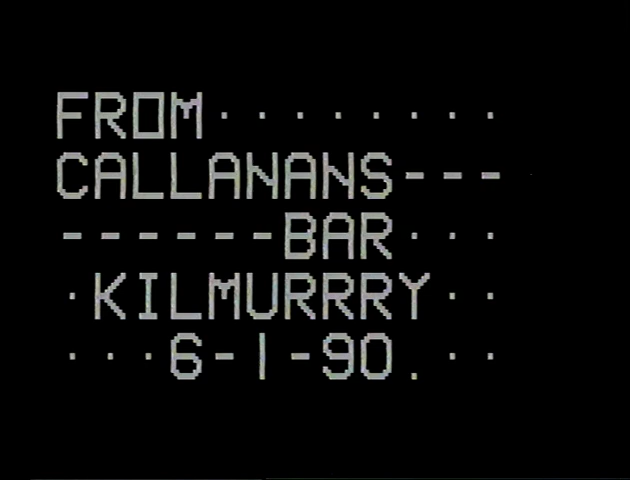 FROM········
CALLANANS---
------BAR···
·KILMURRRY··
···6-1-90.··